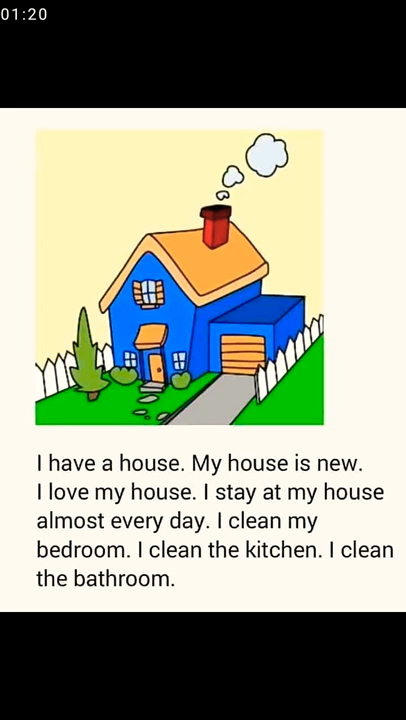 01:20
I have a house. My house is new.
I love my house. I stay at my house
almost every day. I clean my
bedroom. I clean the kitchen. I clean
the bathroom.